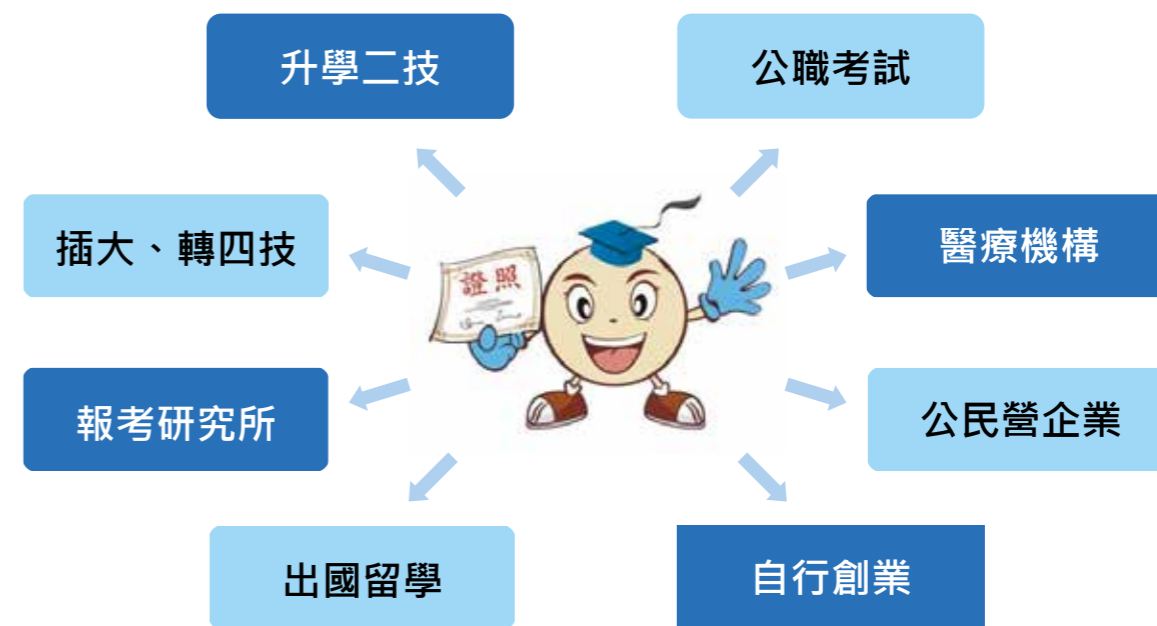 升學二技
公職考試
插大、轉四技
醫療機構
證照
報考研究所
公民營企業
出國留學
自行創業